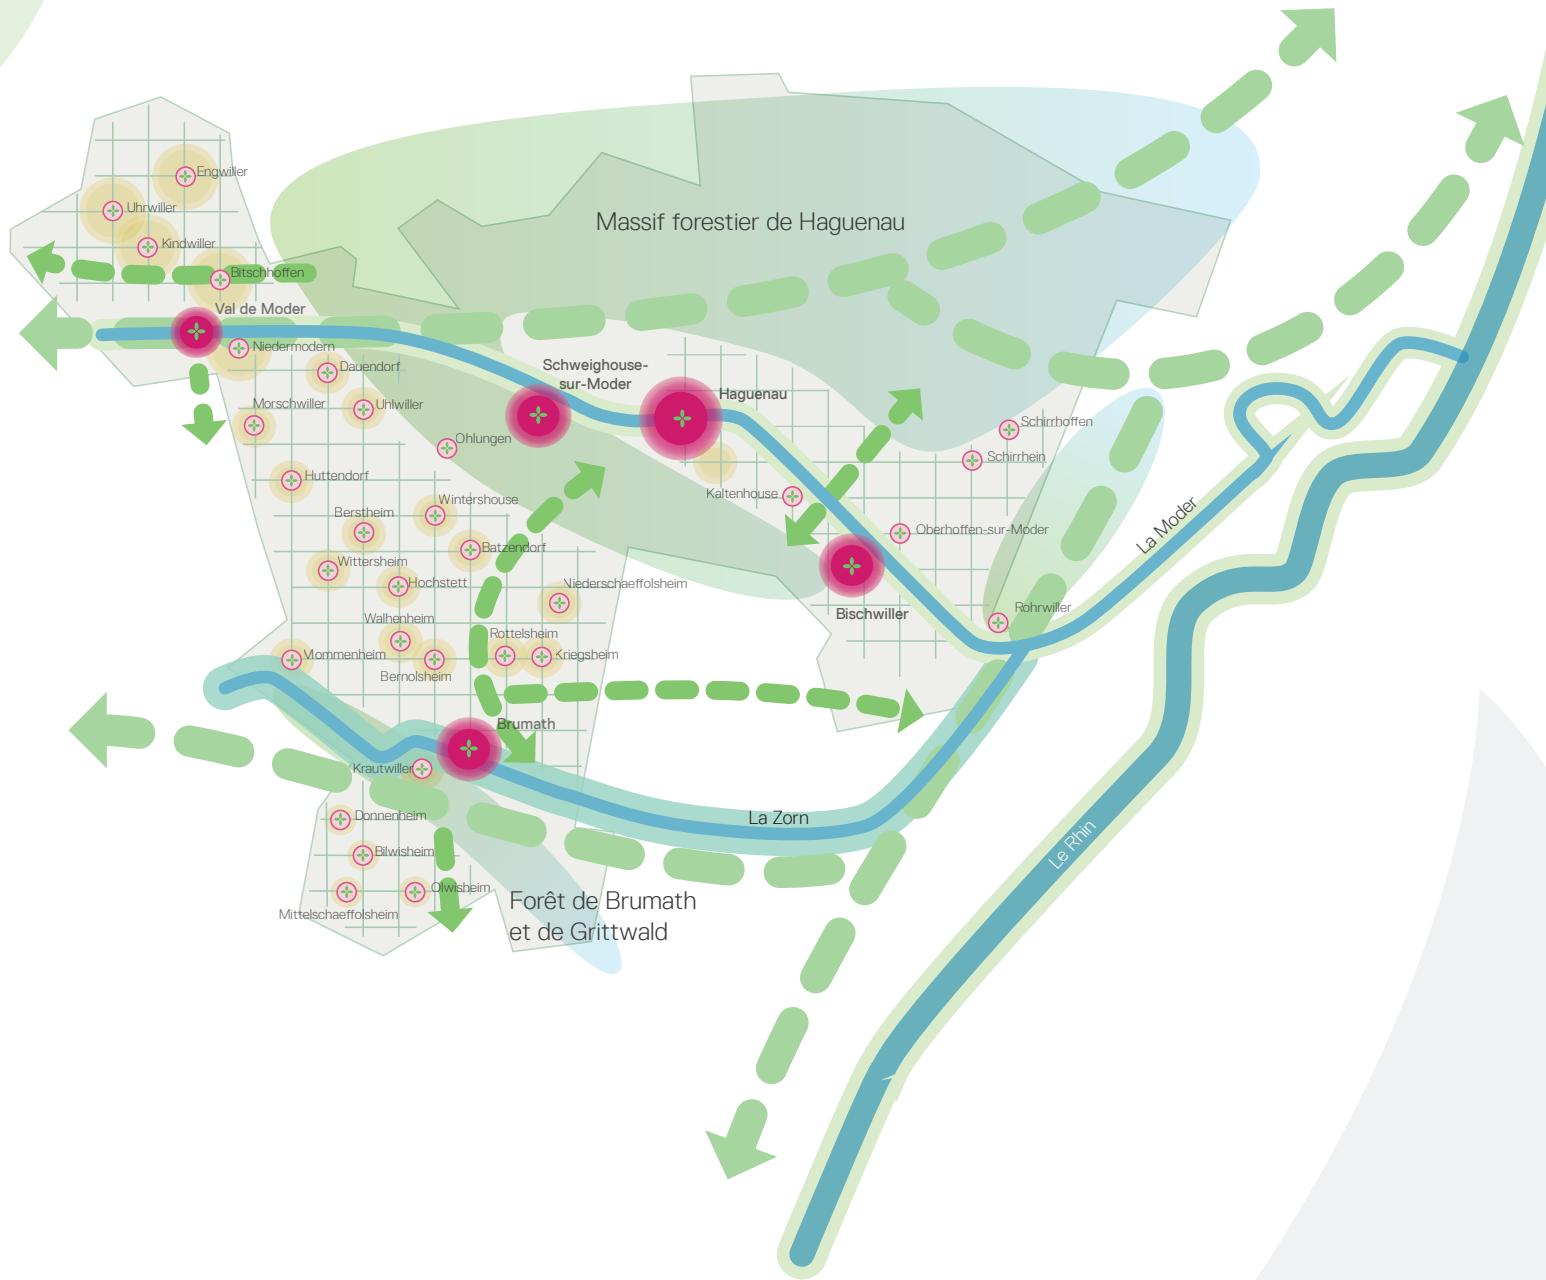 Engwiller
Uhrwiller
Massif forestier de Haguenau
Kindwiller
Bitschhoffen
Val de Moder
Niedermodern
Dauendorf
Schweighouse-
sur-Moder
Haguenau
Morschwiller
Uhlwiller
Schirrhoffen
Ohlungen
Schirrhein
Huttendorf
Kaltenhouse
Wintershouse
Berstheim
Oberhoffen-sur-Moder
La Moder
Batzendorf
Wittersheim
Hochstett
Niederschaeffolsheim
Bischwiller
Rohrwiller
Walhenheim
Rottelsheim
Mommenheim
Kriegsheim
Bernolsheim
Brumath
Krautwiller
Donnenheim
La Zorn
Le Rhin
Bilwisheim
Olwisheim
Mittelschaeffolsheim
Forêt de Brumath
et de Grittwald